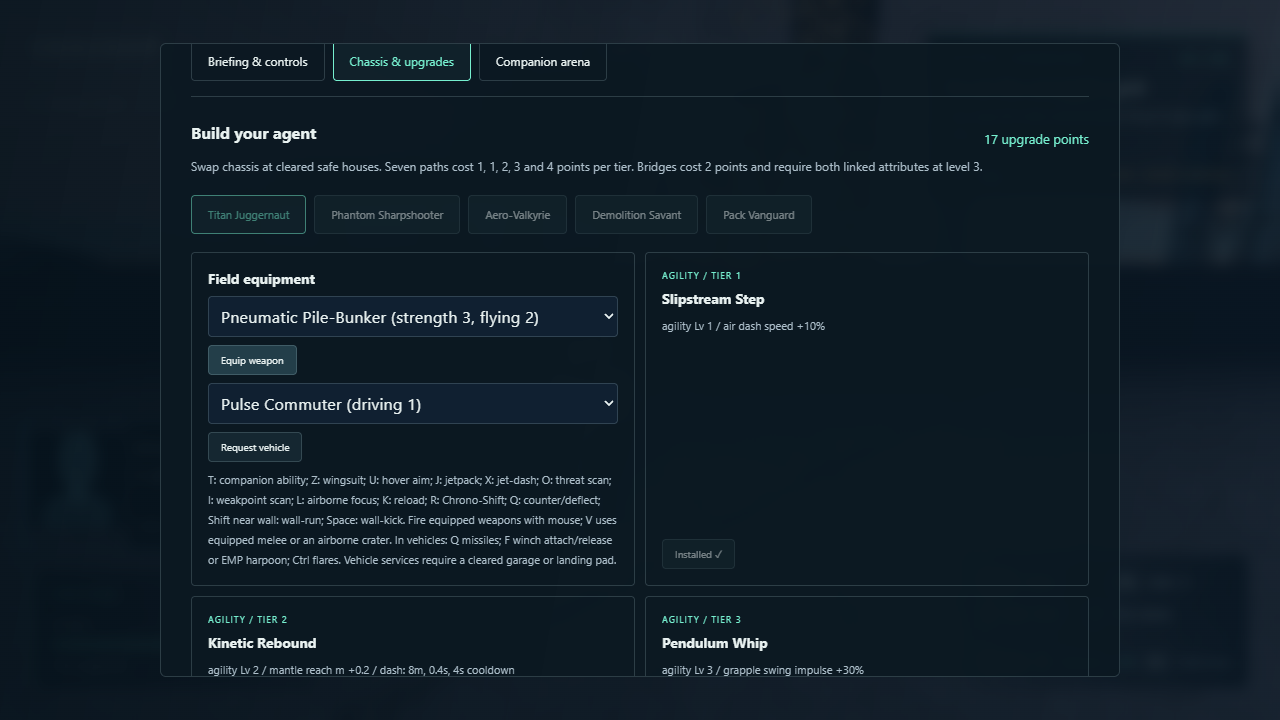 Briefing & controls
Chassis & upgrades
Companion arena
Build your agent
17 upgrade points
Swap chassis at cleared safe houses. Seven paths cost 1, 1, 2, 3 and 4 points per tier. Bridges cost 2 points and require both linked attributes at level 3.
Titan Juggernaut
Phantom Sharpshooter
Aero-Valkyrie
Demolition Savant
Pack Vanguard
Field equipment
Pneumatic Pile-Bunker (strength 3, flying 2)
Equip weapon
Pulse Commuter (driving 1)
Request vehicle
T: companion ability; Z: wingsuit; U: hover aim; J: jetpack; X: jet-dash; O: threat scan;
I: weakpoint scan; L: airborne focus; K: reload; R: Chrono-Shift; Q: counter/deflect;
Shift near wall: wall-run; Space: wall-kick. Fire equipped weapons with mouse; V uses
equipped melee or an airborne crater. In vehicles: Q missiles; F winch attach/release
or EMP harpoon; Ctrl flares. Vehicle services require a cleared garage or landing pad.
AGILITY / TIER 1
Slipstream Step
agility Lv 1 / air dash speed +10%
Installed ✓
AGILITY / TIER 2
Kinetic Rebound
agility Lv 2 / mantle reach m +0.2 / dash: 8m, 0.4s, 4s cooldown
AGILITY / TIER 3
Pendulum Whip
agility Lv 3 / grapple swing impulse +30%